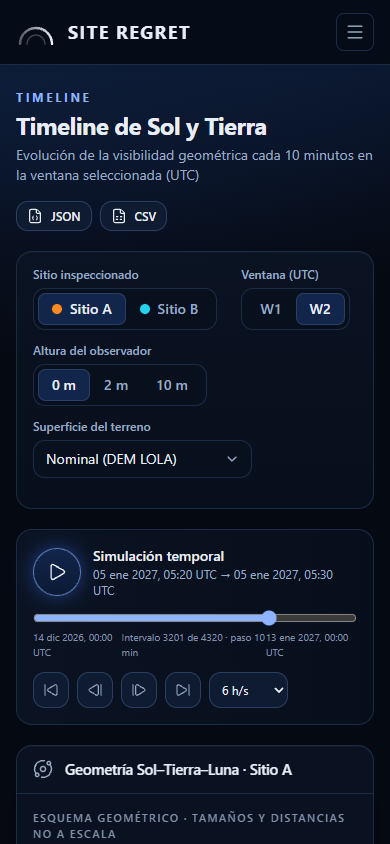 SITE REGRET
TIMELINE
Timeline de Sol y Tierra
Evolución de la visibilidad geométrica cada 10 minutos en
la ventana seleccionada (UTC)
JSON CSV
Sitio inspeccionado Ventana (UTC)
Sitio A Sitio B W1 W2
Altura del observador
0 m 2 m 10 m
Superficie del terreno
Nominal (DEM LOLA)
Simulación temporal
05 ene 2027, 05:20 UTC → 05 ene 2027, 05:30
UTC
14 dic 2026, 00:00 Intervalo 3201 de 4320 · paso 10 13 ene 2027, 00:00
UTC min UTC
6 h/s
Geometría Sol–Tierra–Luna · Sitio A
ESQUEMA GEOMÉTRICO · TAMAÑOS Y DISTANCIAS
NO A ESCALA